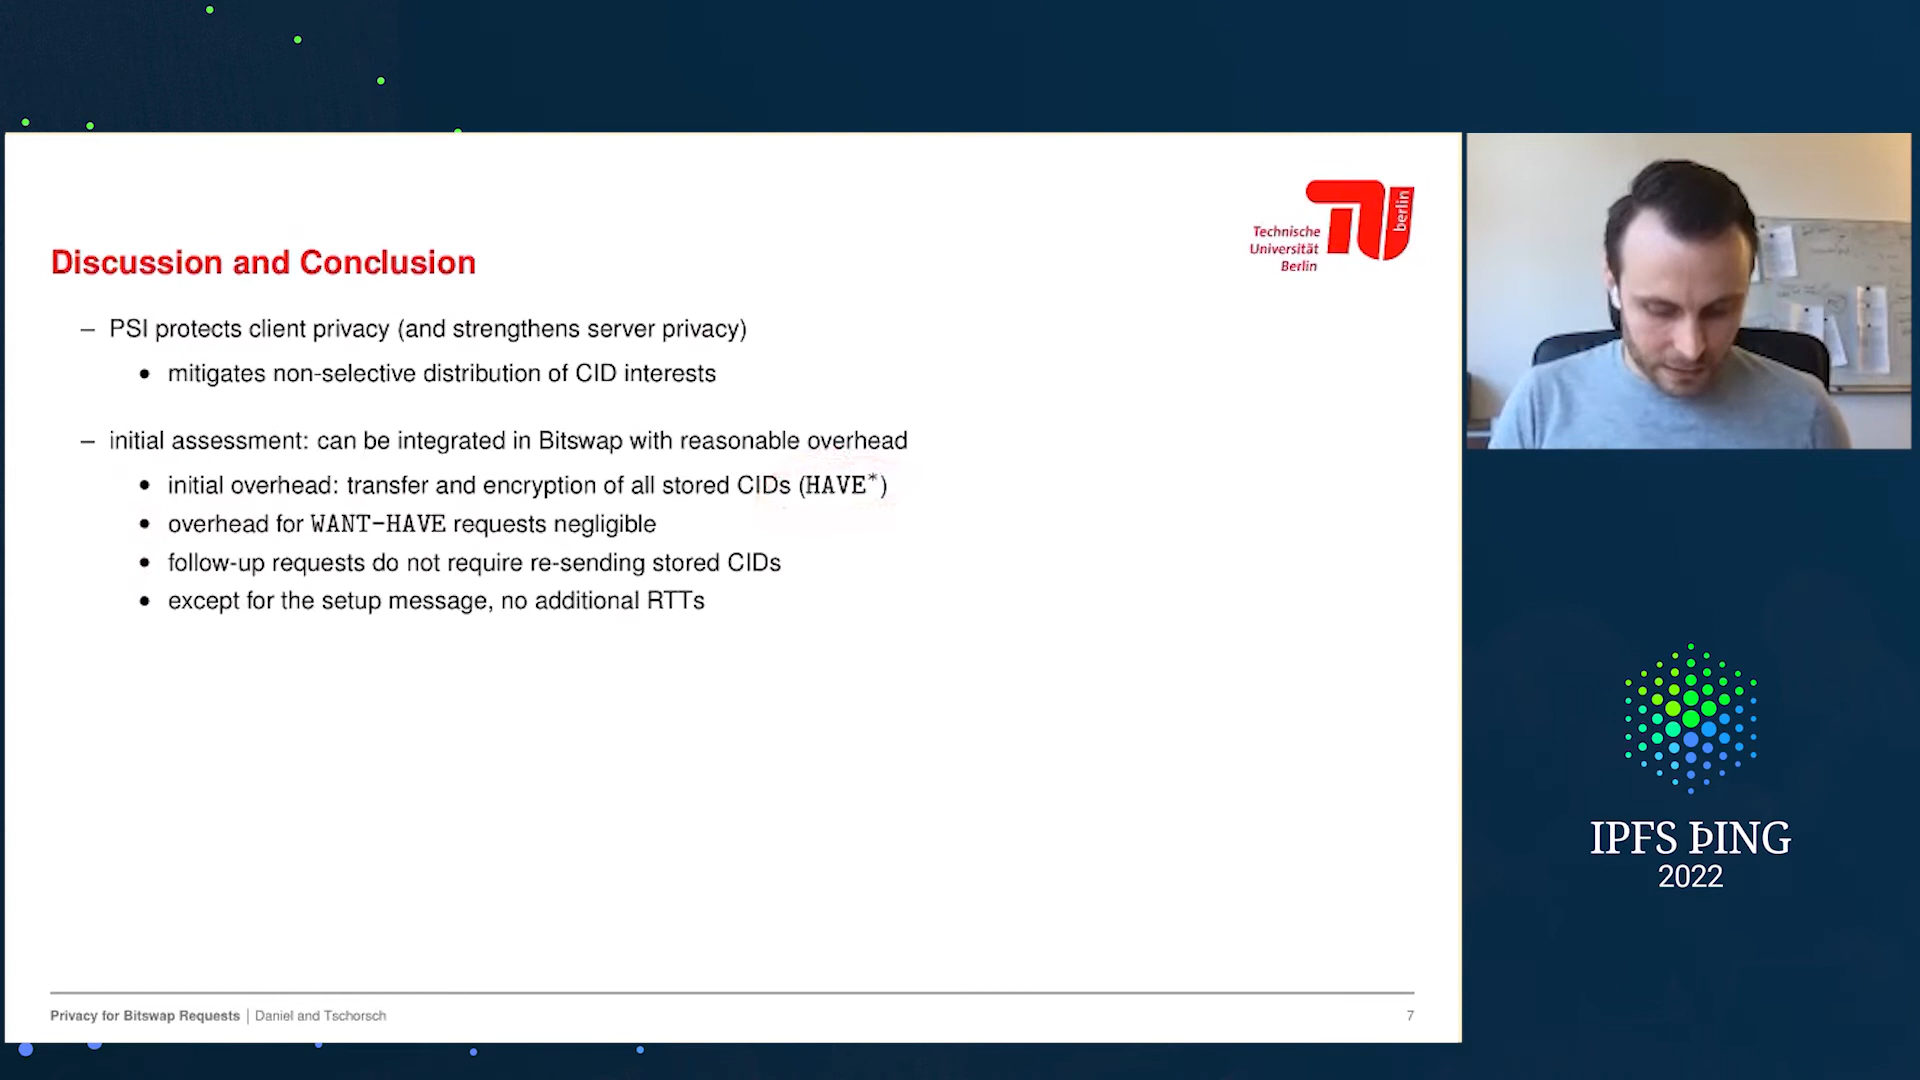 Technische
Universität
Berlin
berlin
Discussion and Conclusion
– PSI protects client privacy (and strengthens server privacy)
• mitigates non-selective distribution of CID interests
– initial assessment: can be integrated in Bitswap with reasonable overhead
• initial overhead: transfer and encryption of all stored CIDs (HAVE*)
• overhead for WANT-HAVE requests negligible
• follow-up requests do not require re-sending stored CIDs
• except for the setup message, no additional RTTs
Privacy for Bitswap Requests | Daniel and Tschorsch
7
IPFS ÞING
2022